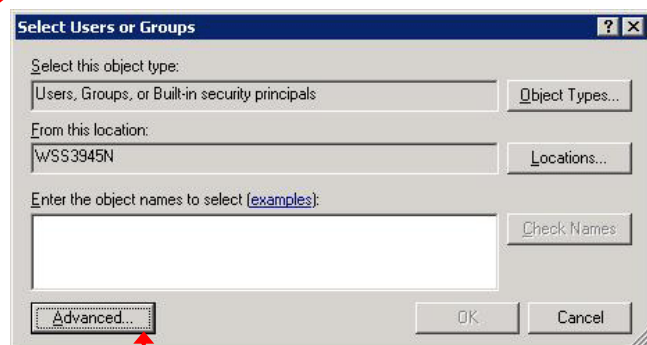 Select Users or Groups
Select this object type:
Users, Groups, or Built-in security principals
Object Types...
From this location:
WSS3945N
Locations...
Enter the object names to select (examples):
Check Names
Advanced...
OK
Cancel